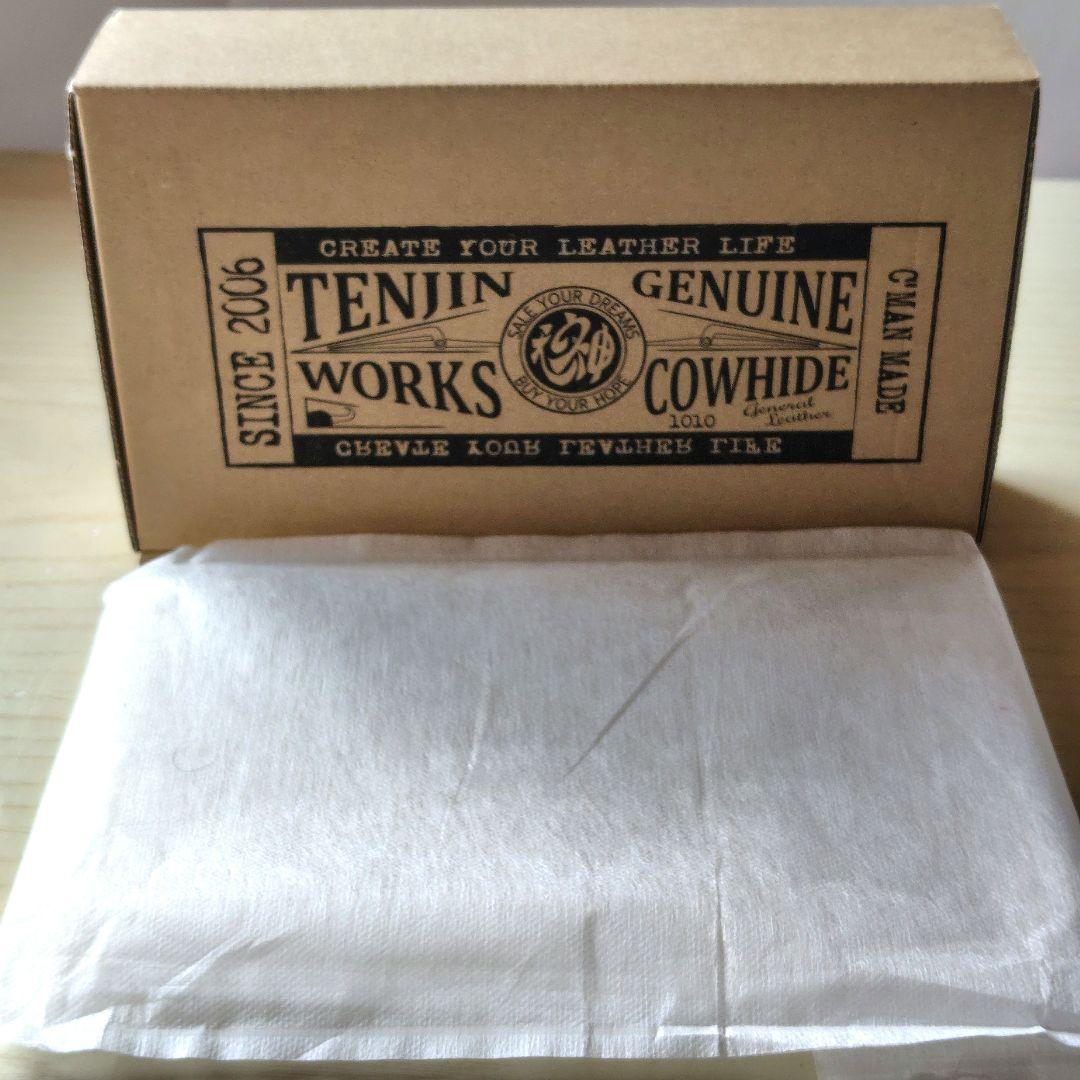 CREATE YOUR LEATHER LIFE
SINCE 2006
TENJIN
WORKS
SALE YOUR DREAMS
BUY YOUR HOPE
GENUINE
COWHIDE
1010
General
Leather
C'MAN MADE
CREATE YOUR LEATHER LIFE